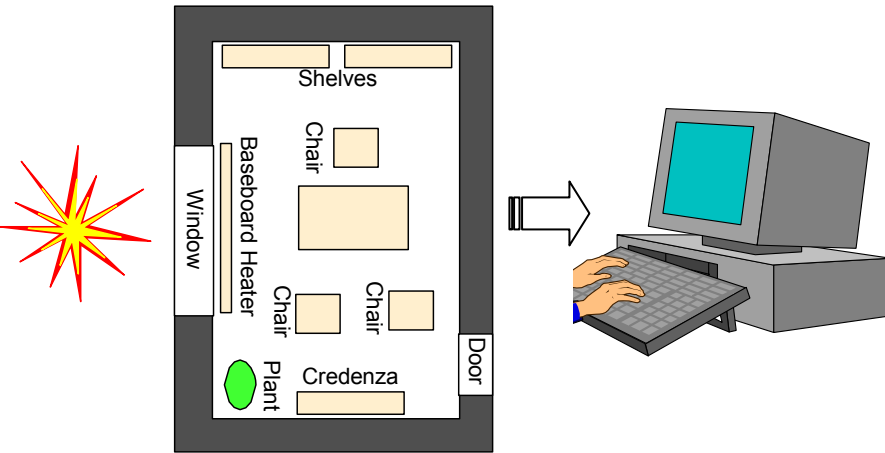 Shelves
Chair
Baseboard Heater
Window
Chair
Chair
Door
Plant
Credenza